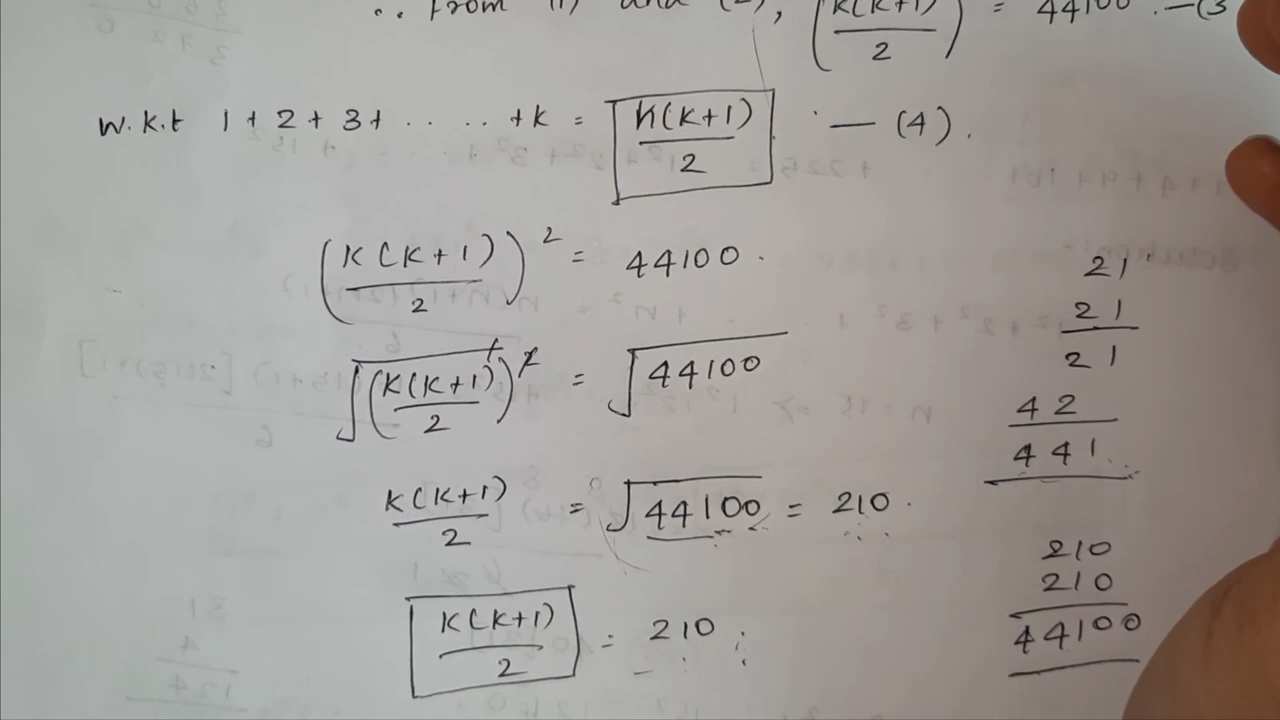 ∴ from (1) and (2), (k(k+1)/2) = 44100. —(3
w.k.t 1+2+3+ ..... +k = k(k+1)/2 . — (4).
(k(k+1)/2)² = 44100.
√(k(k+1)/2)² = √44100
k(k+1)/2 = √44100 = 210.
k(k+1)/2 = 210
21
21
21
42
441
210
210
44100